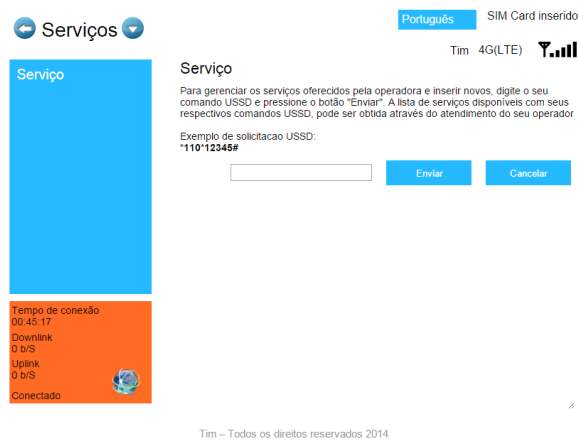 Serviços
Português
SIM Card inserido
Tim 4G(LTE)
Serviço
Serviço
Para gerenciar os serviços oferecidos pela operadora e inserir novos, digite o seu
comando USSD e pressione o botão "Enviar". A lista de serviços disponíveis com seus
respectivos comandos USSD, pode ser obtida através do atendimento do seu operador
Exemplo de solicitacao USSD:
*110*12345#
Enviar
Cancelar
Tempo de conexão
00:45:17
Downlink
0 b/S
Uplink
0 b/S
Conectado
Tim – Todos os direitos reservados 2014